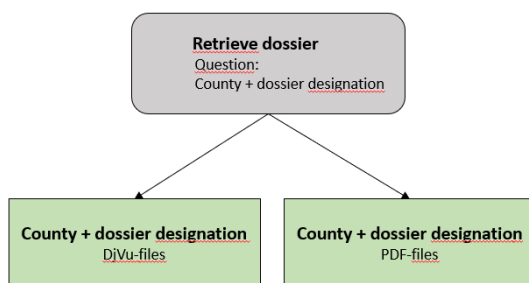 Retrieve dossier
Question:
County + dossier designation
County + dossier designation
DjVu-files
County + dossier designation
PDF-files